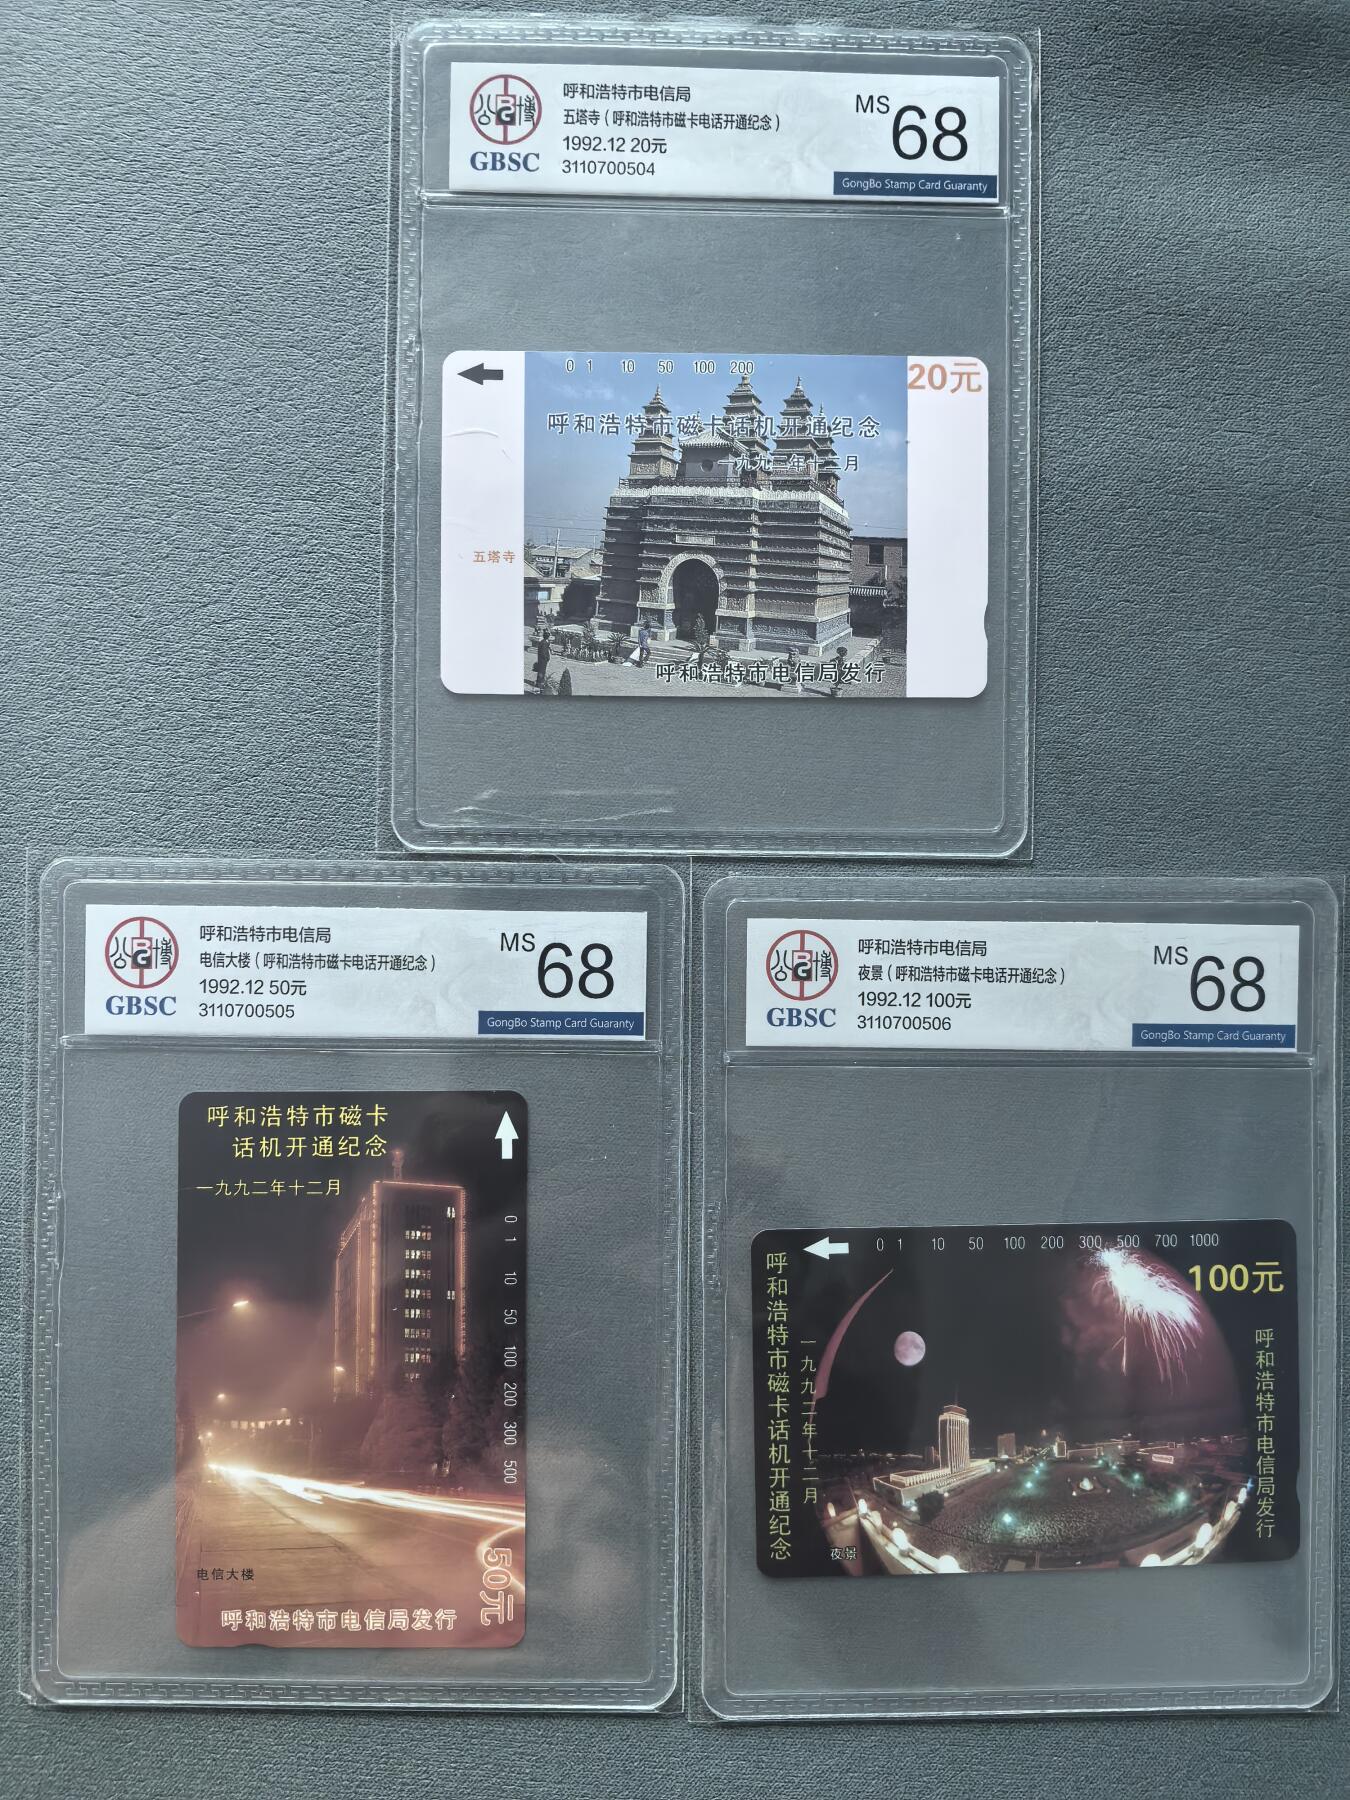 公博
GBSC
呼和浩特市电信局
五塔寺（呼和浩特市磁卡电话开通纪念）
1992.12 20元
3110700504
MS 68
GongBo Stamp Card Guaranty
0 1 10 50 100 200
20元
呼和浩特市磁卡话机开通纪念
一九九二年十二月
五塔寺
呼和浩特市电信局发行
公博
GBSC
呼和浩特市电信局
电信大楼（呼和浩特市磁卡电话开通纪念）
1992.12 50元
3110700505
MS 68
GongBo Stamp Card Guaranty
呼和浩特市磁卡
话机开通纪念
一九九二年十二月
0 1 10 50 100 200 300 500
50元
电信大楼
呼和浩特市电信局发行
公博
GBSC
呼和浩特市电信局
夜景（呼和浩特市磁卡电话开通纪念）
1992.12 100元
3110700506
MS 68
GongBo Stamp Card Guaranty
0 1 10 50 100 200 300 500 700 1000
100元
呼和浩特市磁卡话机开通纪念
一九九二年十二月
夜景
呼和浩特市电信局发行